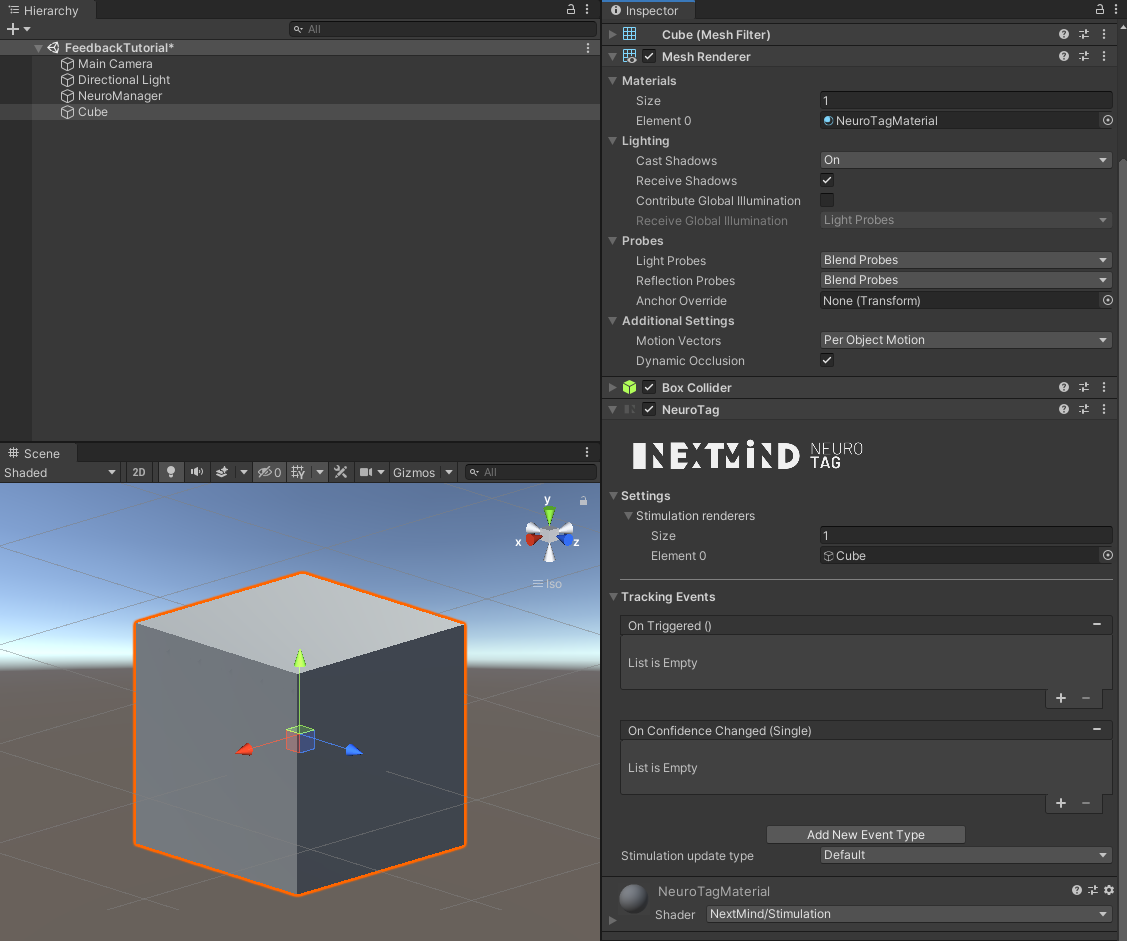 Hierarchy
All
FeedbackTutorial*
Main Camera
Directional Light
NeuroManager
Cube
Scene
Shaded
2D
0
Gizmos
All
y
x
z
Iso
Inspector
Cube (Mesh Filter)
Mesh Renderer
Materials
Size 1
Element 0 NeuroTagMaterial
Lighting
Cast Shadows On
Receive Shadows
Contribute Global Illumination
Receive Global Illumination Light Probes
Probes
Light Probes Blend Probes
Reflection Probes Blend Probes
Anchor Override None (Transform)
Additional Settings
Motion Vectors Per Object Motion
Dynamic Occlusion
Box Collider
NeuroTag
NEXTMIND NEURO
TAG
Settings
Stimulation renderers
Size 1
Element 0 Cube
Tracking Events
On Triggered ()
List is Empty
On Confidence Changed (Single)
List is Empty
Add New Event Type
Stimulation update type Default
NeuroTagMaterial
Shader NextMind/Stimulation